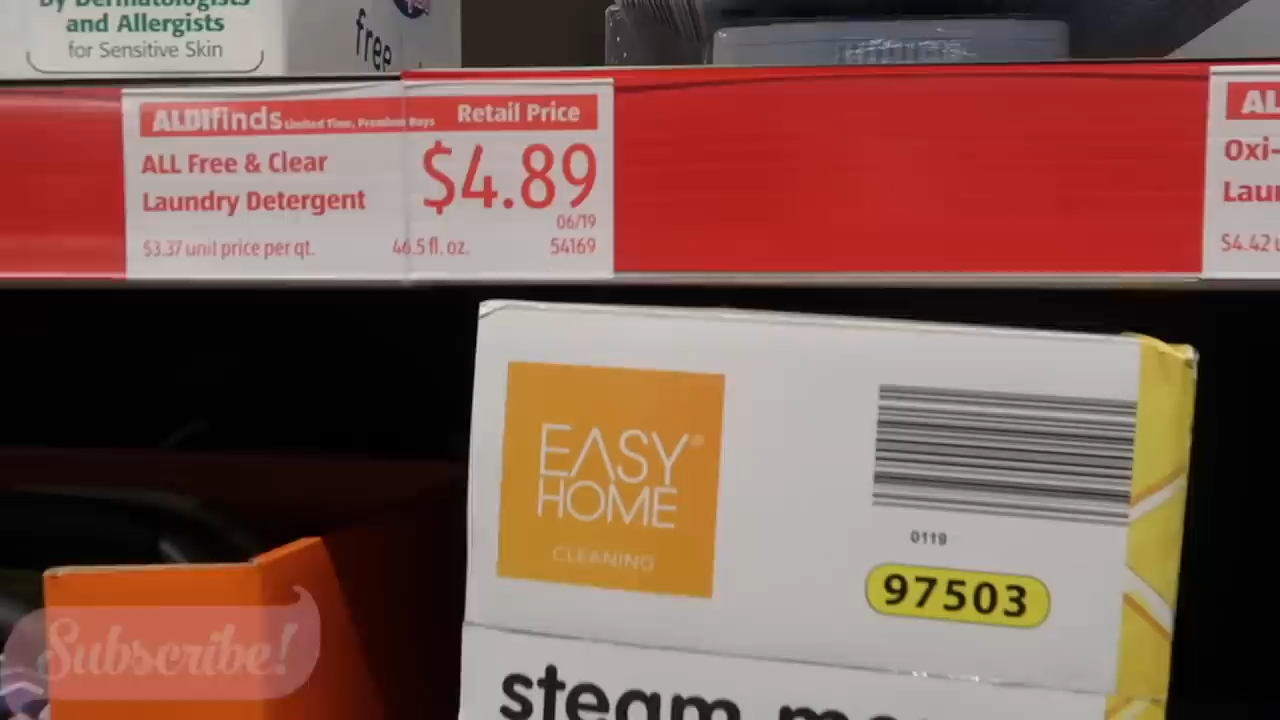 By Dermatologists
and Allergists
for Sensitive Skin
free
ALDIfinds Limited Time. Premium Buys Retail Price
ALL Free & Clear
Laundry Detergent
$4.89
06/19
$3.37 unit price per qt. 46.5 fl. oz. 54169
AL
Oxi-
Lau
$4.42 u
EASY
HOME®
CLEANING
0119
97503
steam
Subscribe!